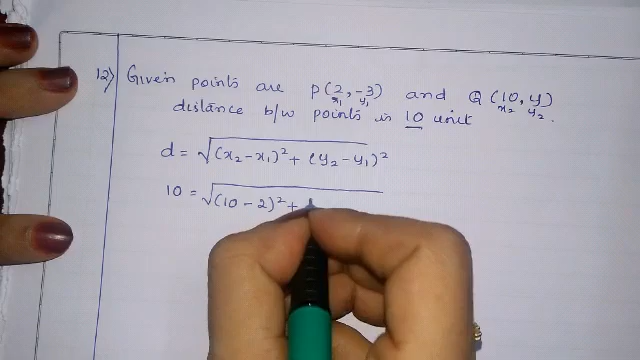 12) Given points are P(2, -3) and Q(10, y)
x₁ y₁ x₂ y₂
distance b/w points is 10 unit.
d = √(x₂ - x₁)² + (y₂ - y₁)²
10 = √(10 - 2)² +